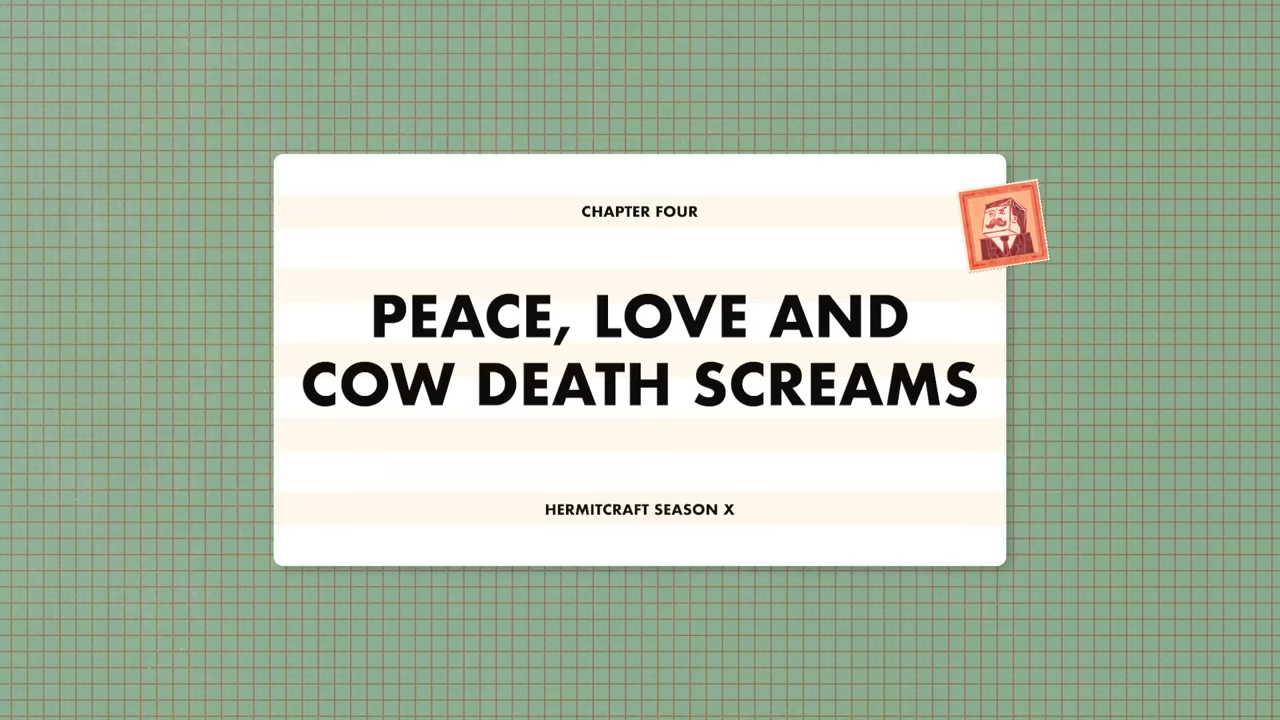 CHAPTER FOUR
PEACE, LOVE AND
COW DEATH SCREAMS
HERMITCRAFT SEASON X